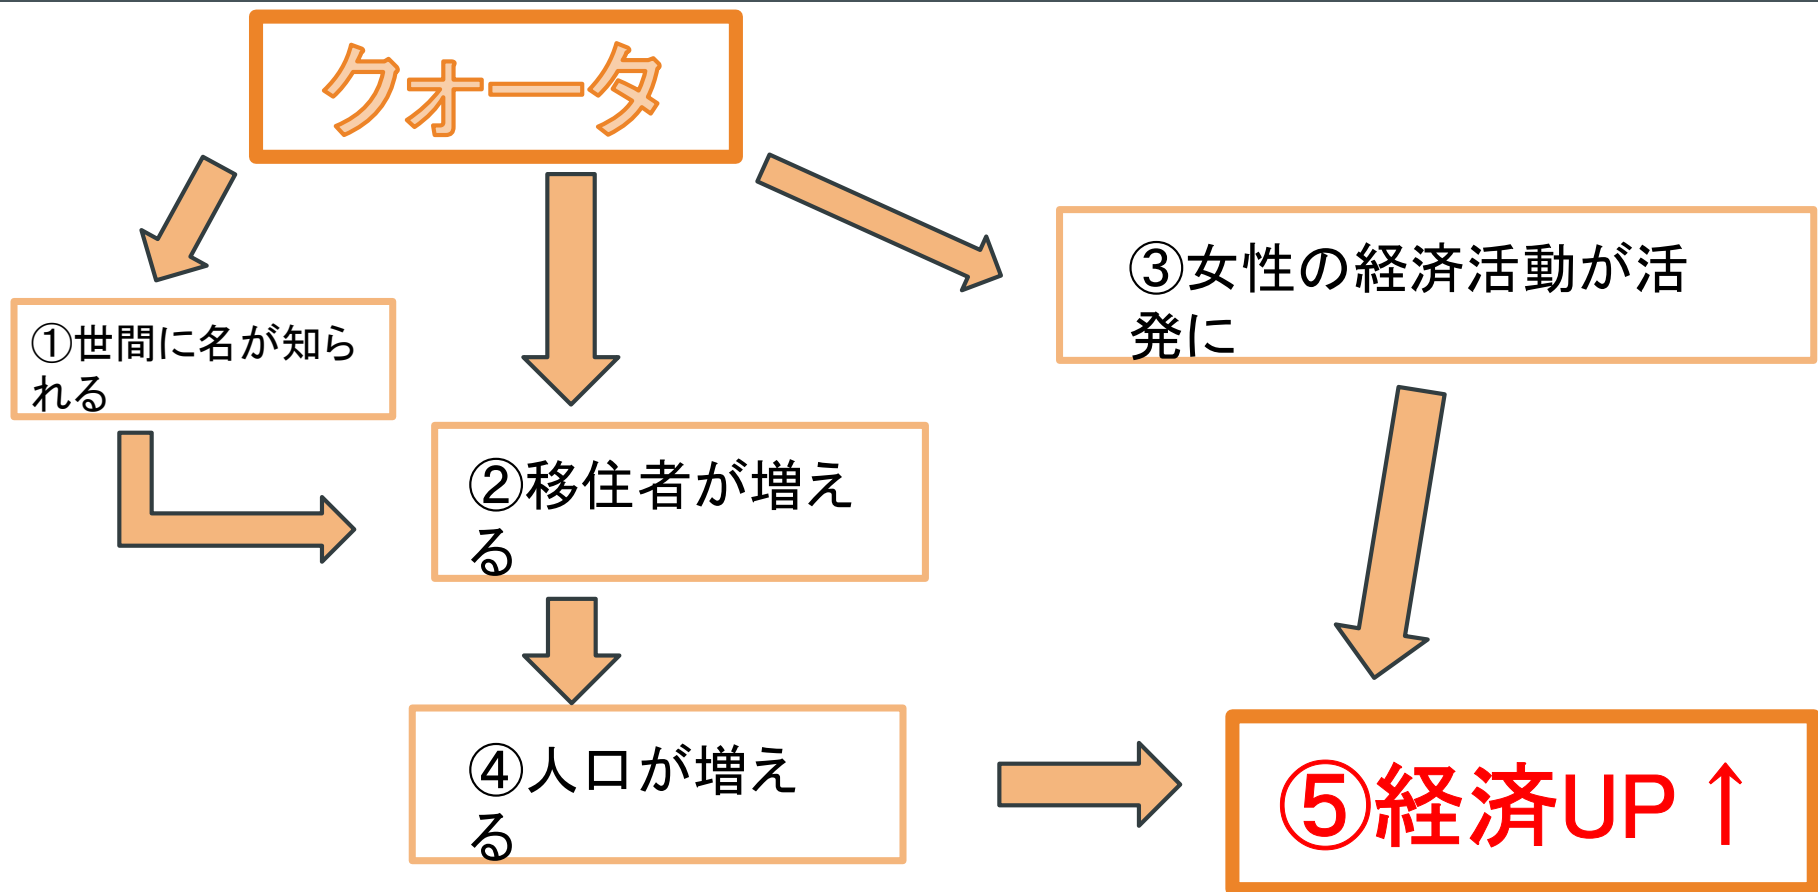 クォータ
①世間に名が知ら
れる
②移住者が増え
る
③女性の経済活動が活
発に
④人口が増え
る
⑤経済UP↑